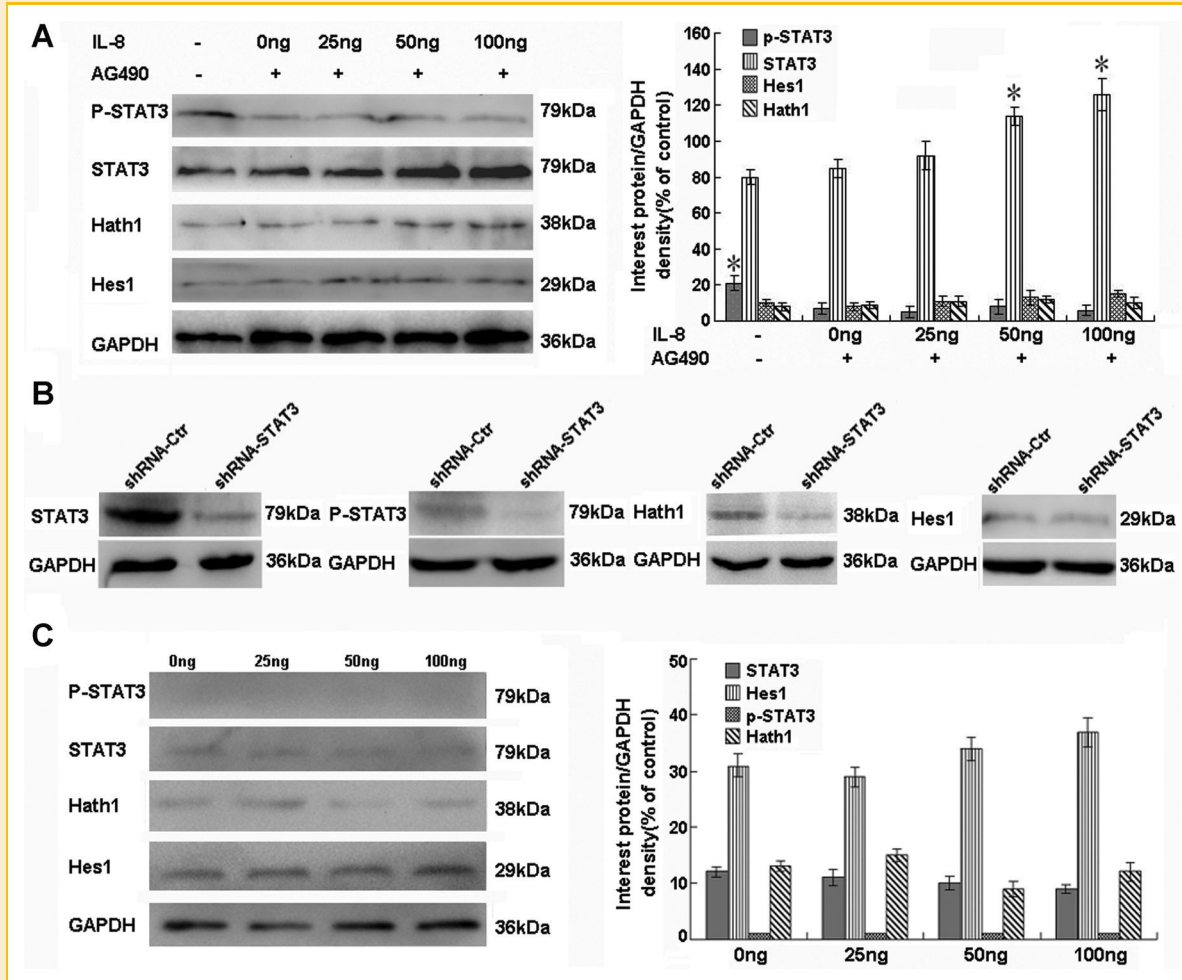 A
IL-8 - 0ng 25ng 50ng 100ng
AG490 - + + + +
P-STAT3 79kDa
STAT3 79kDa
Hath1 38kDa
Hes1 29kDa
GAPDH 36kDa
Interest protein/GAPDH
density(% of control)
160
140
120
100
80
60
40
20
0
p-STAT3
STAT3
Hes1
Hath1
* * *
IL-8 - 0ng 25ng 50ng 100ng
AG490 - + + + +
B
shRNA-Ctr shRNA-STAT3
STAT3 79kDa
GAPDH 36kDa
shRNA-Ctr shRNA-STAT3
P-STAT3 79kDa
GAPDH 36kDa
shRNA-Ctr shRNA-STAT3
Hath1 38kDa
GAPDH 36kDa
shRNA-Ctr shRNA-STAT3
Hes1 29kDa
GAPDH 36kDa
C
0ng 25ng 50ng 100ng
P-STAT3 79kDa
STAT3 79kDa
Hath1 38kDa
Hes1 29kDa
GAPDH 36kDa
Interest protein/GAPDH
density(% of control)
50
40
30
20
10
0
STAT3
Hes1
p-STAT3
Hath1
0ng 25ng 50ng 100ng